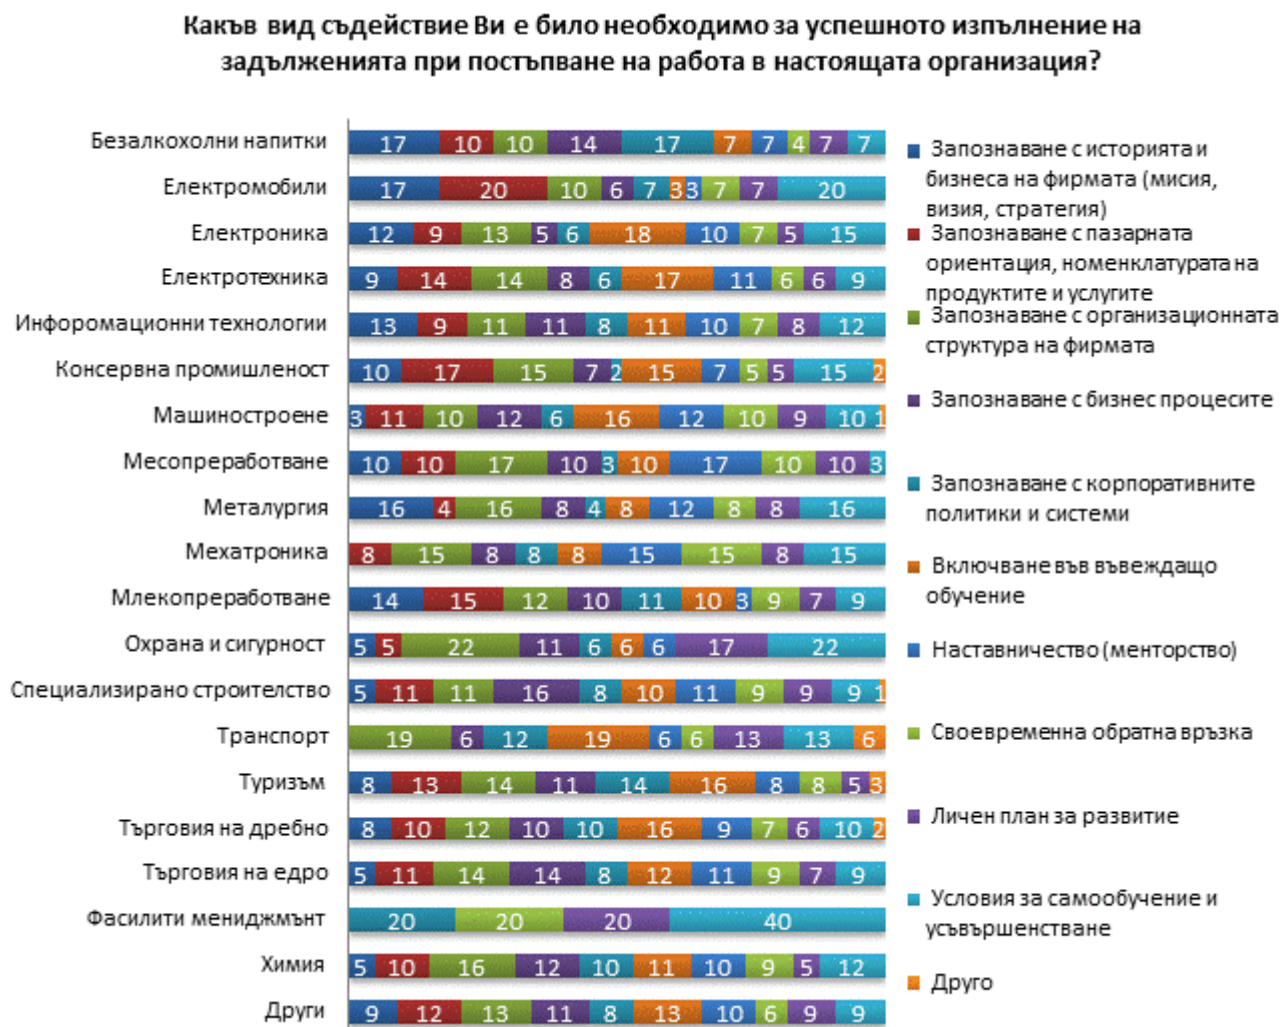 Какъв вид съдействие Ви е било необходимо за успешното изпълнение на
задълженията при постъпване на работа в настоящата организация?
Безалкохолни напитки 17 10 10 14 17 7 7 4 7 7
Електромобили 17 20 10 6 7 3 3 7 7 20
Електроника 12 9 13 5 6 18 10 7 5 15
Електротехника 9 14 14 8 6 17 11 6 6 9
Инфоромационни технологии 13 9 11 11 8 11 10 7 8 12
Консервна промишленост 10 17 15 7 2 15 7 5 5 15 2
Машиностроене 3 11 10 12 6 16 12 10 9 10 1
Месопреработване 10 10 17 10 3 10 17 10 10 3
Металургия 16 4 16 8 4 8 12 8 8 16
Мехатроника 8 15 8 8 8 15 15 8 15
Млекопреработване 14 15 12 10 11 10 3 9 7 9
Охрана и сигурност 5 5 22 11 6 6 6 17 22
Специализирано строителство 5 11 11 16 8 10 11 9 9 9 1
Транспорт 19 6 12 19 6 6 13 13 6
Туризъм 8 13 14 11 14 16 8 8 5 3
Търговия на дребно 8 10 12 10 10 16 9 7 6 10 2
Търговия на едро 5 11 14 14 8 12 11 9 7 9
Фасилити мениджмънт 20 20 20 40
Химия 5 10 16 12 10 11 10 9 5 12
Други 9 12 13 11 8 13 10 6 9 9
Запознаване с историята и
бизнеса на фирмата (мисия,
визия, стратегия)
Запознаване с пазарната
ориентация, номенклатурата на
продуктите и услугите
Запознаване с организационната
структура на фирмата
Запознаване с бизнес процесите
Запознаване с корпоративните
политики и системи
Включване във въвеждащо
обучение
Наставничество (менторство)
Своевременна обратна връзка
Личен план за развитие
Условия за самообучение и
усъвършенстване
Друго